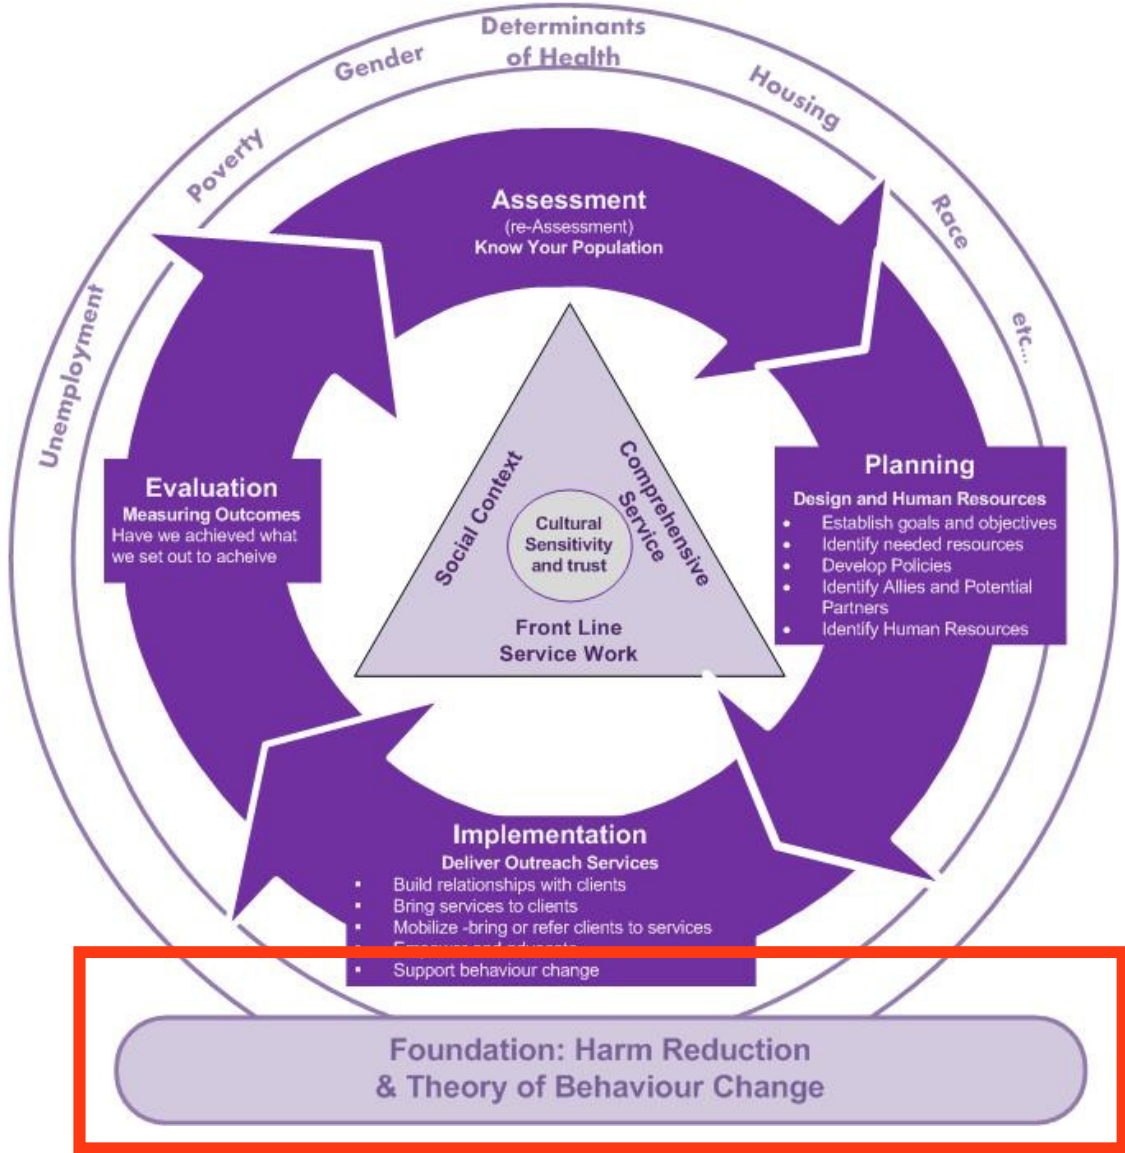 Determinants
of Health
Gender
Housing
Poverty
Race
etc...
Unemployment
Assessment
(re-Assessment)
Know Your Population
Planning
Design and Human Resources
• Establish goals and objectives
• Identify needed resources
• Develop Policies
• Identify Allies and Potential
Partners
• Identify Human Resources
Evaluation
Measuring Outcomes
Have we achieved what
we set out to acheive
Social Context
Comprehensive
Service
Cultural
Sensitivity
and trust
Front Line
Service Work
Implementation
Deliver Outreach Services
▪ Build relationships with clients
▪ Bring services to clients
▪ Mobilize -bring or refer clients to services
▪ Empower and advocate
▪ Support behaviour change
Foundation: Harm Reduction
& Theory of Behaviour Change